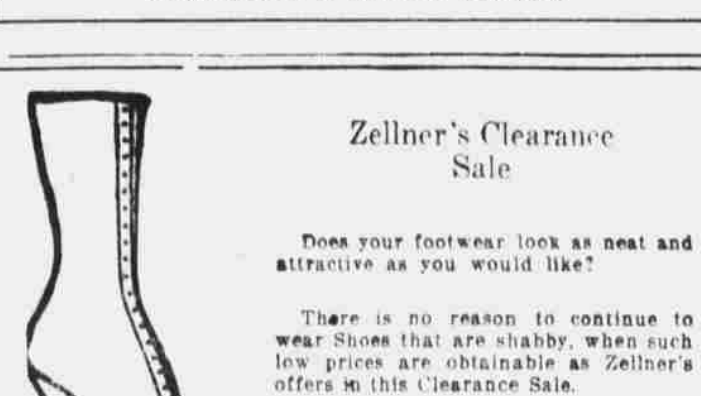 Zellner's Clearance
Sale
Does your footwear look as neat and
attractive as you would like?
There is no reason to continue to
wear Shoes that are shabby, when such
low prices are obtainable as Zellner's
offers in this Clearance Sale.